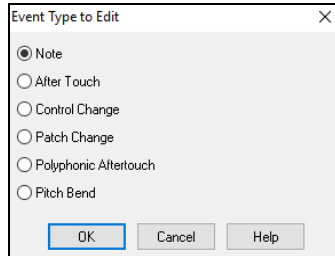 Event Type to Edit
Note
After Touch
Control Change
Patch Change
Polyphonic Aftertouch
Pitch Bend
OK Cancel Help